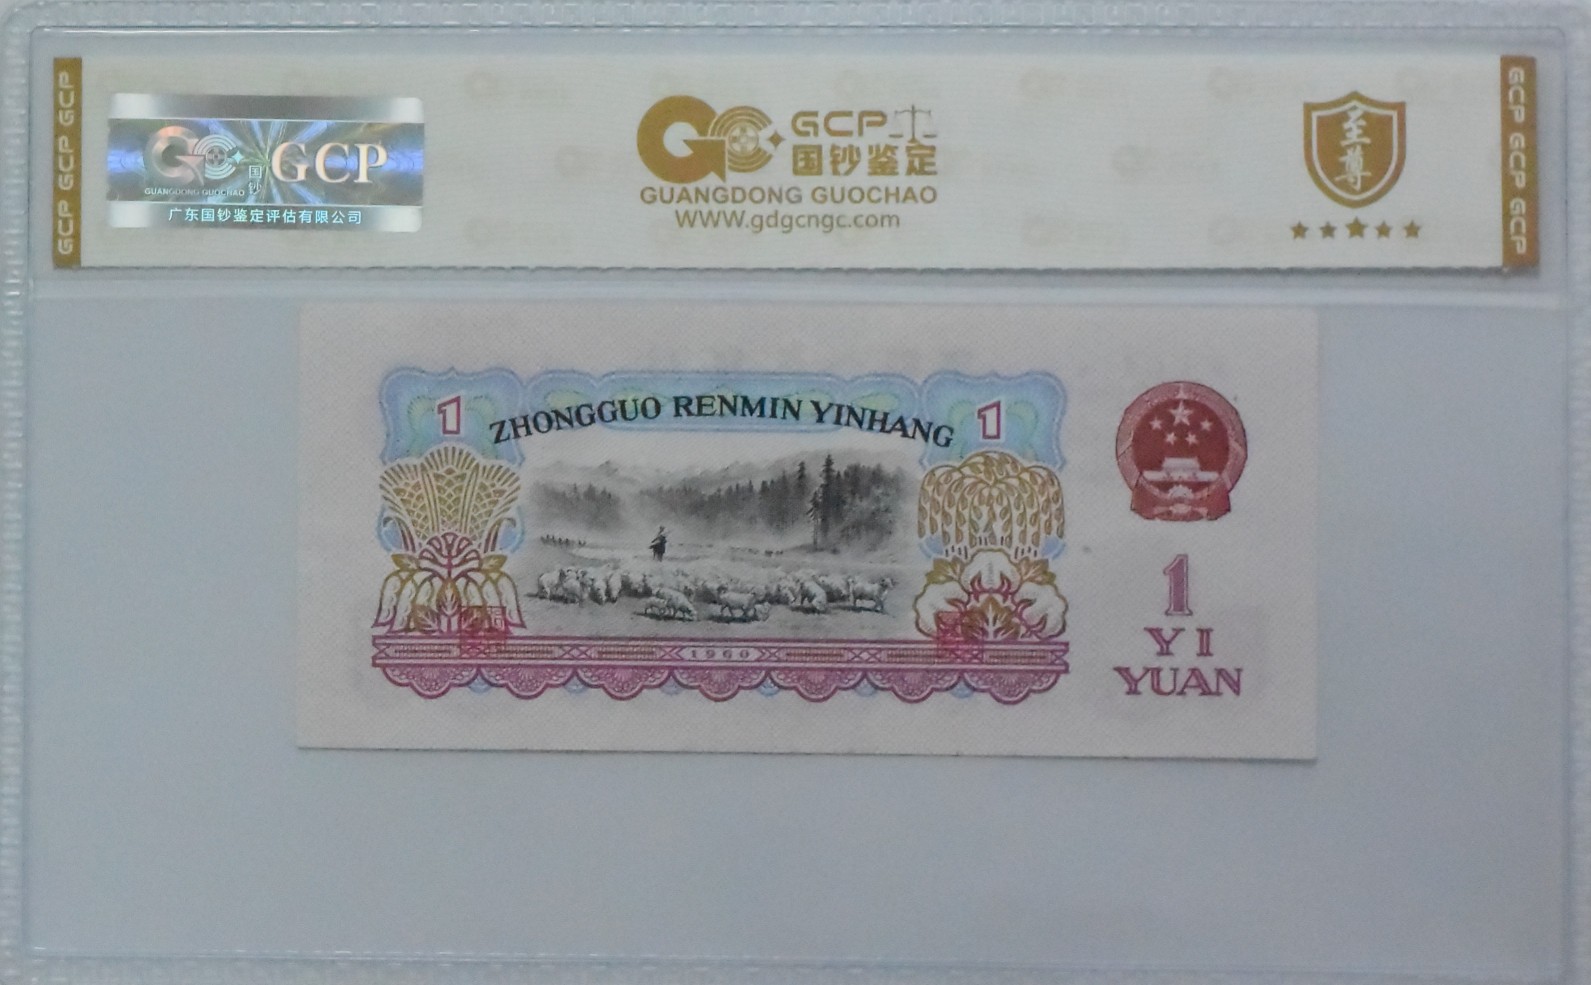 GCP GCP GCP
GCP
GUANGDONG GUOCHAO
国钞
广东国钞鉴定评估有限公司
GCP
国钞鉴定
GUANGDONG GUOCHAO
WWW.gdgcngc.com
至尊
GCP GCP GCP
1
ZHONGGUO RENMIN YINHANG
1
1960
1
YI
YUAN